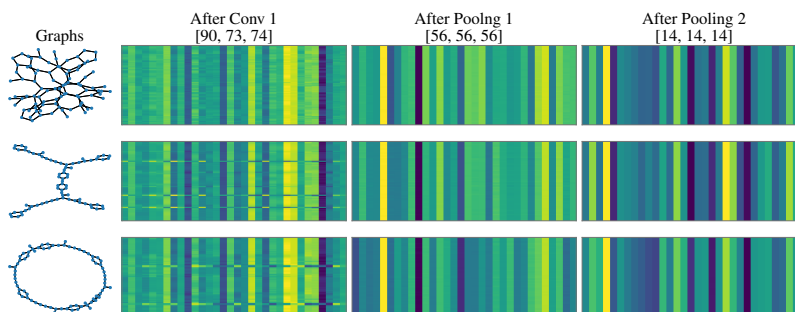 Graphs
After Conv 1
[90, 73, 74]
After Poolng 1
[56, 56, 56]
After Pooling 2
[14, 14, 14]